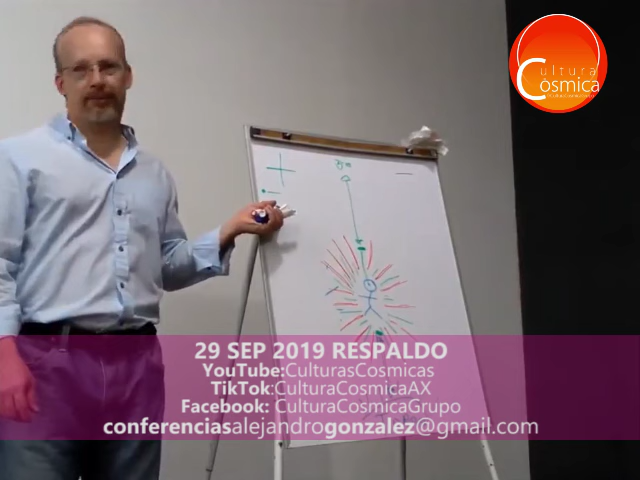 Cultura
Cósmica
29 SEP 2019 RESPALDO
YouTube:CulturasCosmicas
TikTok:CulturaCosmicaAX
Facebook: CulturaCosmicaGrupo
conferenciasalejandrogonzalez@gmail.com